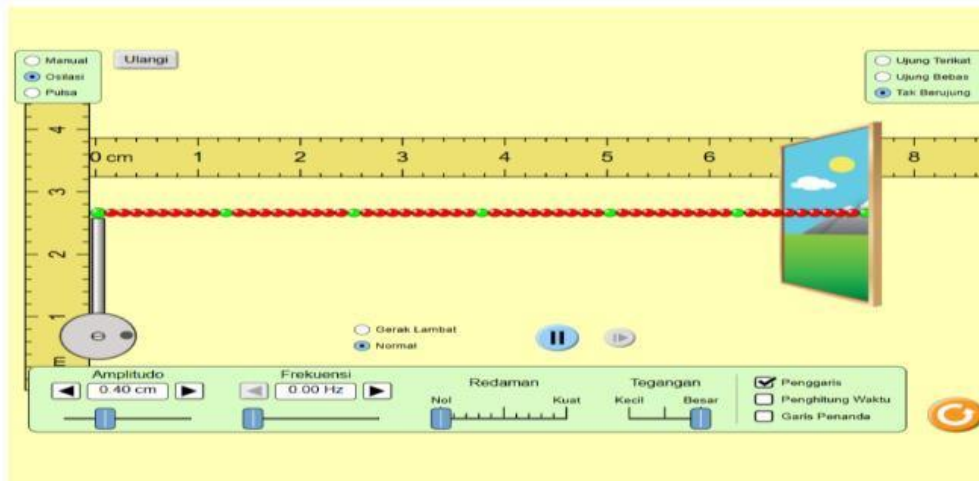 Manual
Osilasi
Pulsa
Ulangi
Ujung Terikat
Ujung Bebas
Tak Berujung
4
3
2
1
0 cm 1 2 3 4 5 6 8
Gerak Lambat
Normal
Amplitudo
0.40 cm
Frekuensi
0.00 Hz
Redaman
Nol Kuat
Tegangan
Kecil Besar
Penggaris
Penghitung Waktu
Garis Penanda